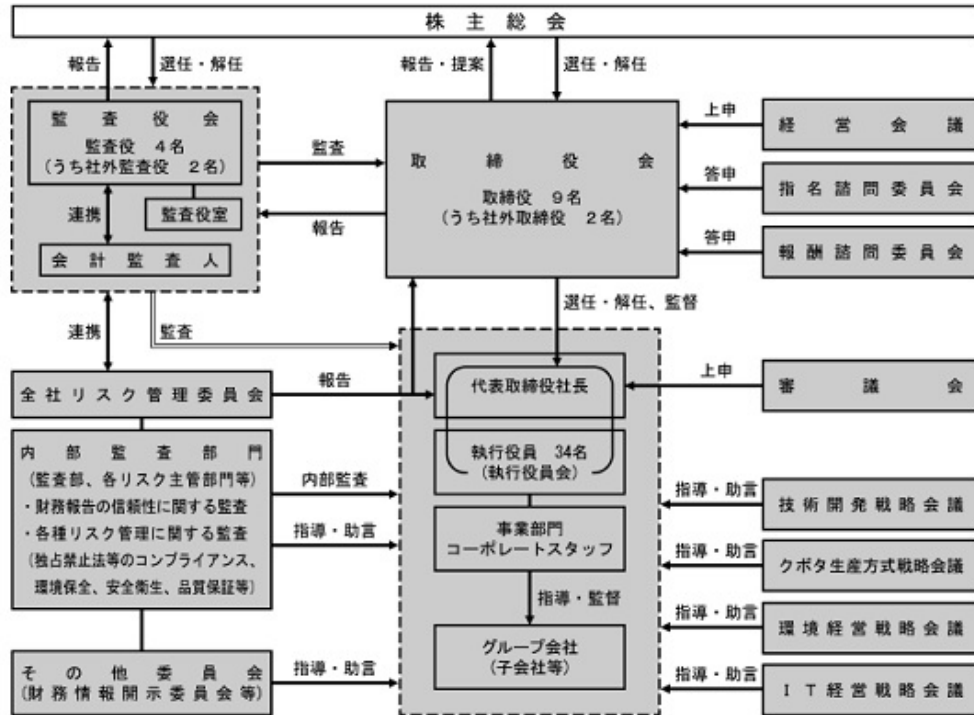 株主総会
報告
選任・解任
報告・提案
選任・解任
監査役会
監査役 4名
(うち社外監査役 2名)
連携
監査役室
会計監査人
監査
報告
取締役会
取締役 9名
(うち社外取締役 2名)
上申
経営会議
答申
指名諮問委員会
答申
報酬諮問委員会
連携
監査
選任・解任、監督
全社リスク管理委員会
報告
代表取締役社長
上申
審議会
執行役員 34名
(執行役員会)
内部監査部門
(監査部、各リスク主管部門等)
・財務報告の信頼性に関する監査
・各種リスク管理に関する監査
(独占禁止法等のコンプライアンス、
環境保全、安全衛生、品質保証等)
内部監査
指導・助言
事業部門
コーポレートスタッフ
指導・監督
グループ会社
(子会社等)
指導・助言
技術開発戦略会議
指導・助言
クボタ生産方式戦略会議
指導・助言
環境経営戦略会議
指導・助言
IT経営戦略会議
その他委員会
(財務情報開示委員会等)
指導・助言